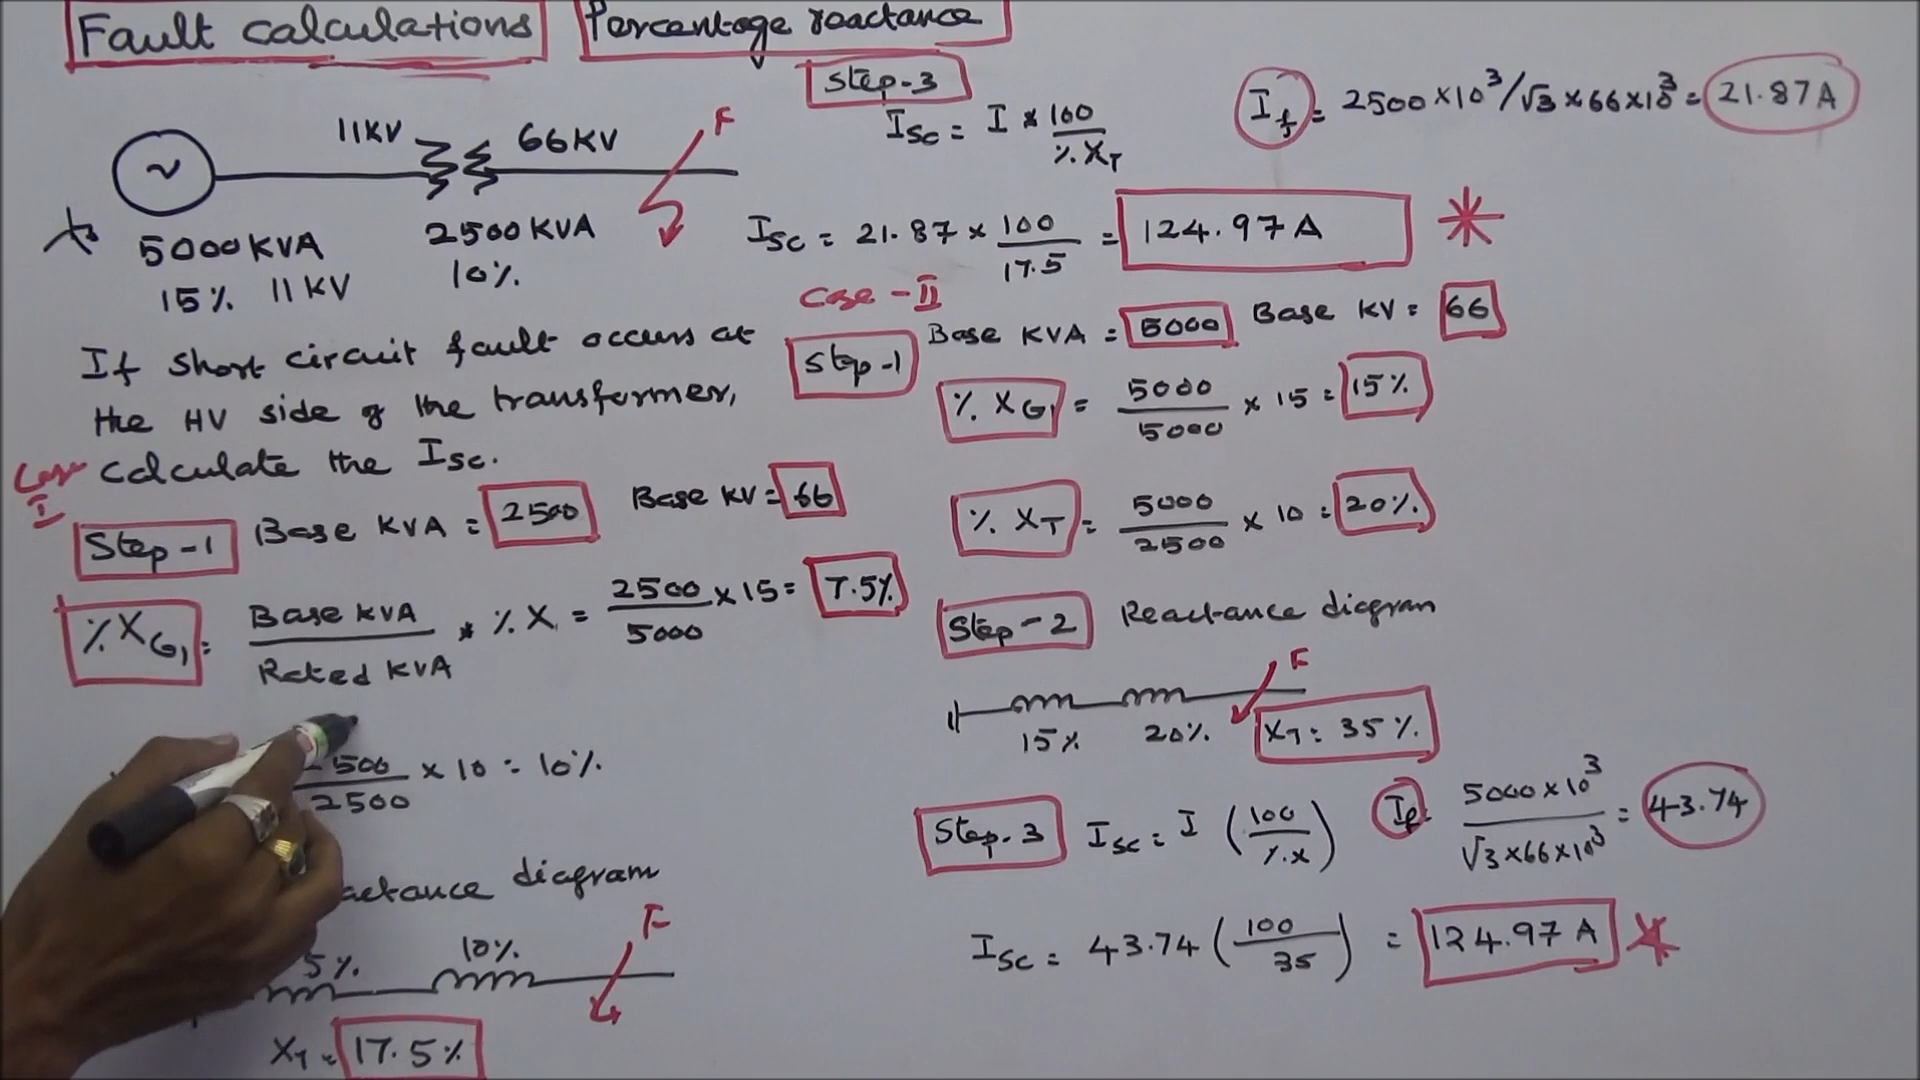 Fault calculations Percentage reactance
11KV 66KV F
5000KVA 2500KVA
15% 11KV 10%
If short circuit fault occurs at
the HV side of the transformer,
calculate the Isc.
Case I
Step-1 Base KVA = 2500 Base KV = 66
%XG1 = Base KVA / Rated KVA * %X = 2500/5000 × 15 = 7.5%
2500/2500 × 10 = 10%
actance diagram
5% 10% F
XT = 17.5%
Step-3
Isc = I * 100/%XT
If = 2500×10³/√3×66×10³ = 21.87A
Isc = 21.87 × 100/17.5 = 124.97A
Case - II
Step-1 Base KVA = 5000 Base KV = 66
%XG1 = 5000/5000 × 15 = 15%
%XT = 5000/2500 × 10 = 20%
Step-2 Reactance diagram
F
15% 20% XT = 35%
Step-3 Isc = I (100/%x) If = 5000×10³/√3×66×10³ = 43.74
Isc = 43.74 (100/35) = 124.97A